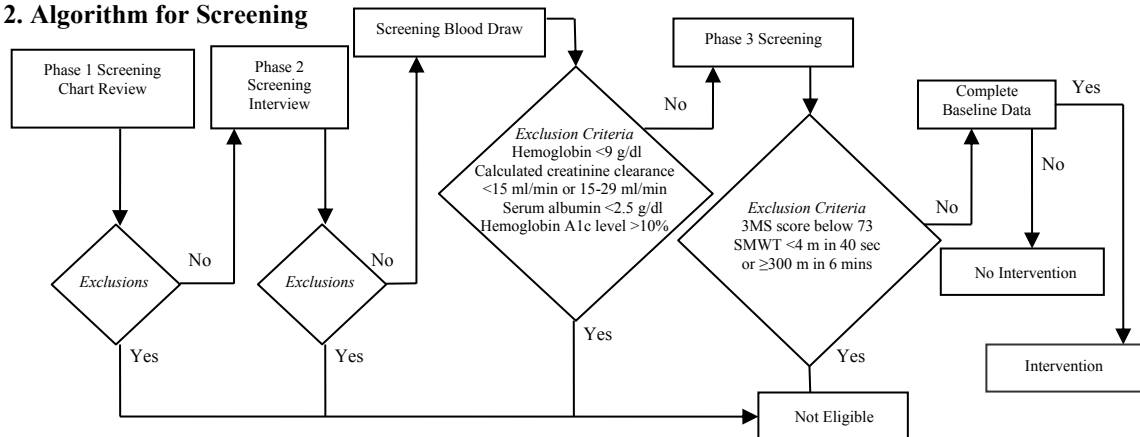 2. Algorithm for Screening
Phase 1 Screening
Chart Review
Exclusions
No
Yes
Phase 2
Screening
Interview
Exclusions
No
Yes
Screening Blood Draw
Exclusion Criteria
Hemoglobin <9 g/dl
Calculated creatinine clearance
<15 ml/min or 15-29 ml/min
Serum albumin <2.5 g/dl
Hemoglobin A1c level >10%
No
Yes
Phase 3 Screening
Exclusion Criteria
3MS score below 73
SMWT <4 m in 40 sec
or ≥300 m in 6 mins
No
Yes
Not Eligible
Complete
Baseline Data
Yes
No
No Intervention
Intervention